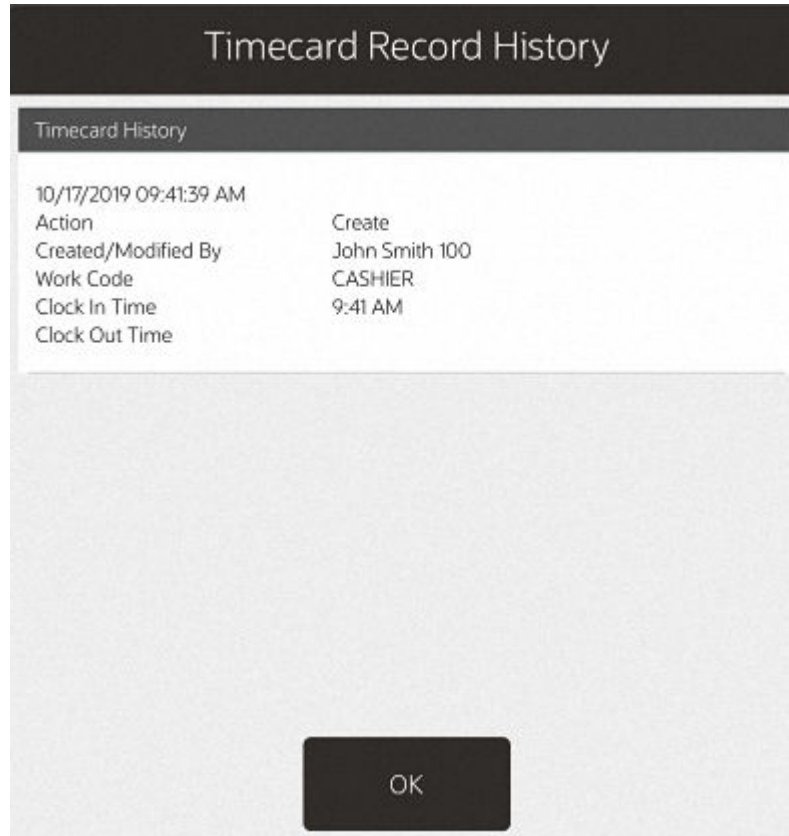 Timecard Record History
Timecard History
10/17/2019 09:41:39 AM
Action Create
Created/Modified By John Smith 100
Work Code CASHIER
Clock In Time 9:41 AM
Clock Out Time
OK